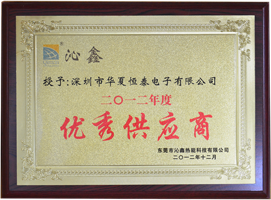 沁鑫
授予:深圳市华夏恒泰电子有限公司
二〇一二年度
优秀供应商
东莞市沁鑫热能科技有限公司
二〇一二年十二月